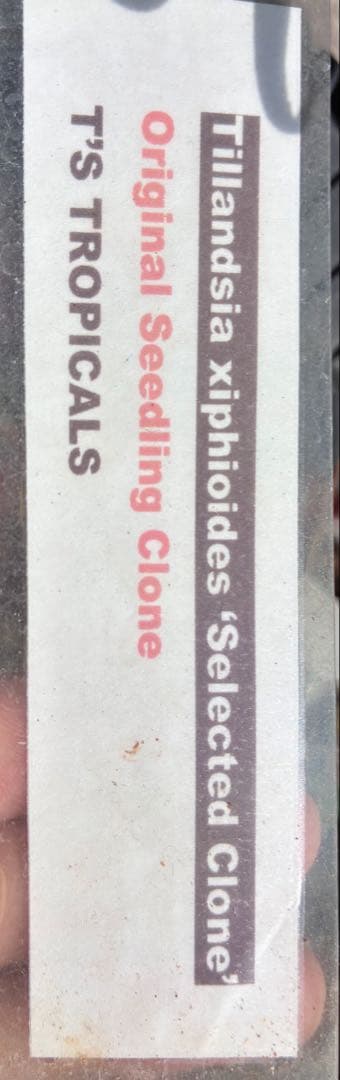 Tillandsia xiphioides ‘Selected Clone’
Original Seedling Clone
T’S TROPICALS